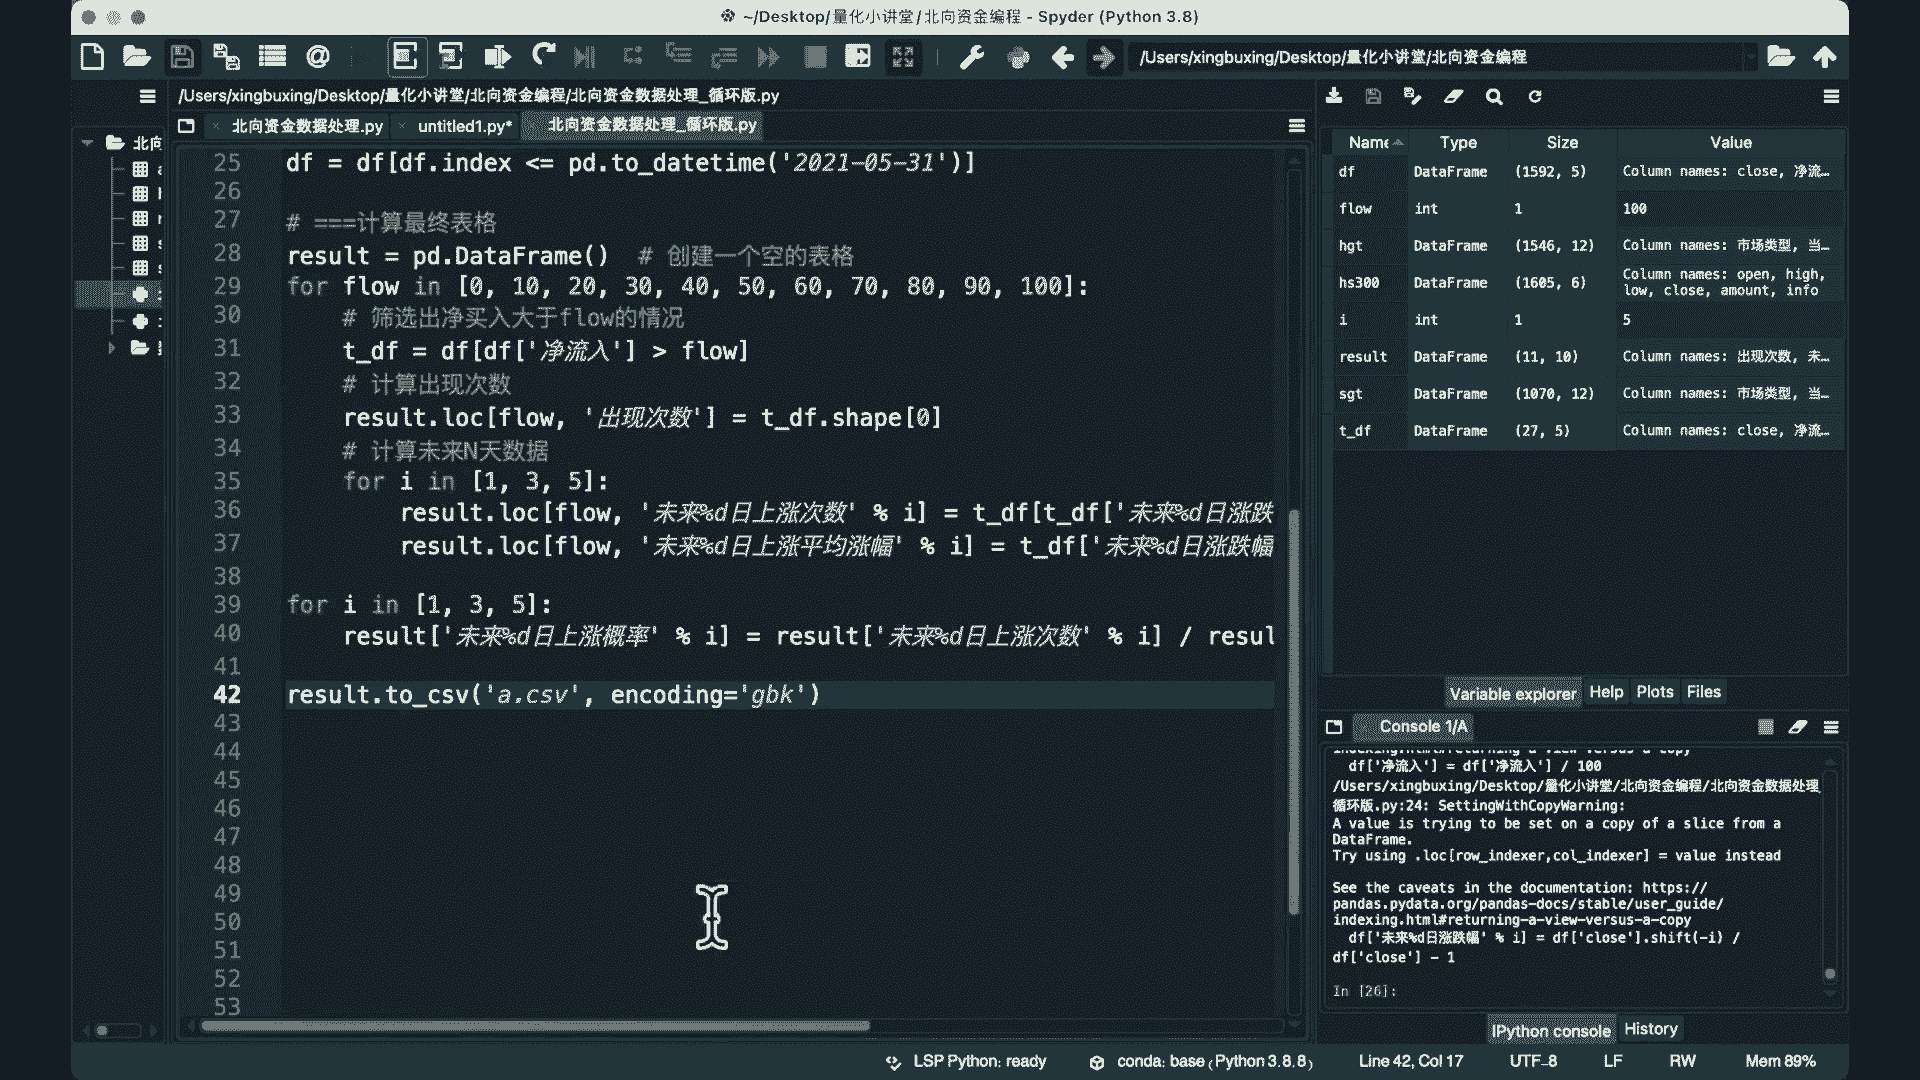 ~/Desktop/量化小讲堂/北向资金编程 - Spyder (Python 3.8)
/Users/xingbuxing/Desktop/量化小讲堂/北向资金编程
/Users/xingbuxing/Desktop/量化小讲堂/北向资金编程/北向资金数据处理_循环版.py
北向资金数据处理.py
untitled1.py*
北向资金数据处理_循环版.py
北向
25 df = df[df.index <= pd.to_datetime('2021-05-31')]
26
27 # ===计算最终表格
28 result = pd.DataFrame()  # 创建一个空的表格
29 for flow in [0, 10, 20, 30, 40, 50, 60, 70, 80, 90, 100]:
30     # 筛选出净买入大于flow的情况
31     t_df = df[df['净流入'] > flow]
32     # 计算出现次数
33     result.loc[flow, '出现次数'] = t_df.shape[0]
34     # 计算未来N天数据
35     for i in [1, 3, 5]:
36         result.loc[flow, '未来%d日上涨次数' % i] = t_df[t_df['未来%d日涨跌
37         result.loc[flow, '未来%d日上涨平均涨幅' % i] = t_df['未来%d日涨跌幅
38
39 for i in [1, 3, 5]:
40     result['未来%d日上涨概率' % i] = result['未来%d日上涨次数' % i] / resul
41
42 result.to_csv('a.csv', encoding='gbk')
43
44
45
46
47
48
49
50
51
52
53
Name Type Size Value
df DataFrame (1592, 5) Column names: close, 净流…
flow int 1 100
hgt DataFrame (1546, 12) Column names: 市场类型, 当…
hs300 DataFrame (1605, 6) Column names: open, high, low, close, amount, info
i int 1 5
result DataFrame (11, 10) Column names: 出现次数, 未…
sgt DataFrame (1070, 12) Column names: 市场类型, 当…
t_df DataFrame (27, 5) Column names: close, 净流…
Variable explorer Help Plots Files
Console 1/A
indexing.html#returning-a-view-versus-a-copy
df['净流入'] = df['净流入'] / 100
/Users/xingbuxing/Desktop/量化小讲堂/北向资金编程/北向资金数据处理_
循环版.py:24: SettingWithCopyWarning:
A value is trying to be set on a copy of a slice from a
DataFrame.
Try using .loc[row_indexer,col_indexer] = value instead
See the caveats in the documentation: https://
pandas.pydata.org/pandas-docs/stable/user_guide/
indexing.html#returning-a-view-versus-a-copy
df['未来%d日涨跌幅' % i] = df['close'].shift(-i) /
df['close'] - 1
In [26]:
IPython console History
LSP Python: ready conda: base (Python 3.8.8) Line 42, Col 17 UTF-8 LF RW Mem 89%